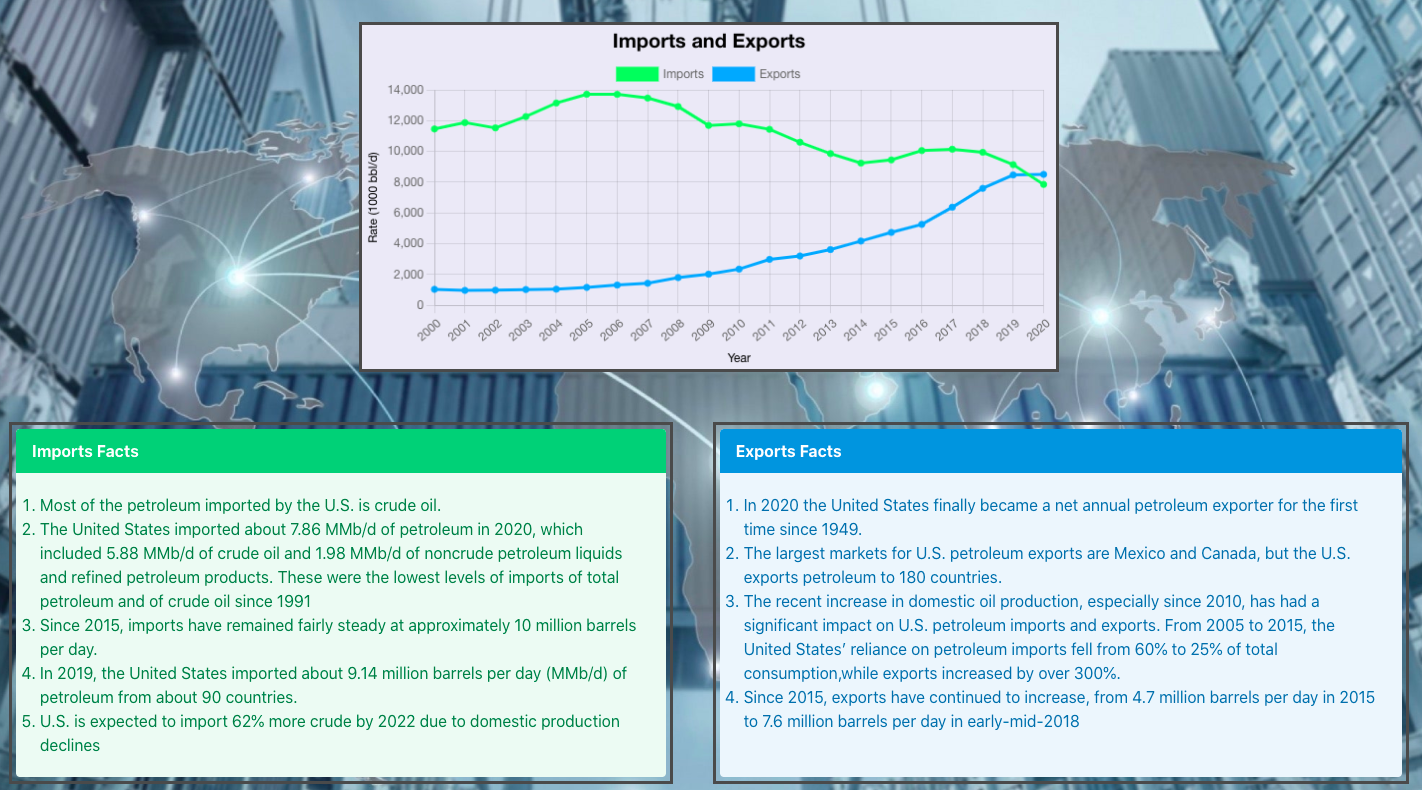 Imports and Exports
Imports Exports
14,000
12,000
10,000
8,000
6,000
4,000
2,000
0
Rate (1000 bbl/d)
2000 2001 2002 2003 2004 2005 2006 2007 2008 2009 2010 2011 2012 2013 2014 2015 2016 2017 2018 2019 2020
Year
Imports Facts
1. Most of the petroleum imported by the U.S. is crude oil.
2. The United States imported about 7.86 MMb/d of petroleum in 2020, which
included 5.88 MMb/d of crude oil and 1.98 MMb/d of noncrude petroleum liquids
and refined petroleum products. These were the lowest levels of imports of total
petroleum and of crude oil since 1991
3. Since 2015, imports have remained fairly steady at approximately 10 million barrels
per day.
4. In 2019, the United States imported about 9.14 million barrels per day (MMb/d) of
petroleum from about 90 countries.
5. U.S. is expected to import 62% more crude by 2022 due to domestic production
declines
Exports Facts
1. In 2020 the United States finally became a net annual petroleum exporter for the first
time since 1949.
2. The largest markets for U.S. petroleum exports are Mexico and Canada, but the U.S.
exports petroleum to 180 countries.
3. The recent increase in domestic oil production, especially since 2010, has had a
significant impact on U.S. petroleum imports and exports. From 2005 to 2015, the
United States’ reliance on petroleum imports fell from 60% to 25% of total
consumption,while exports increased by over 300%.
4. Since 2015, exports have continued to increase, from 4.7 million barrels per day in 2015
to 7.6 million barrels per day in early-mid-2018